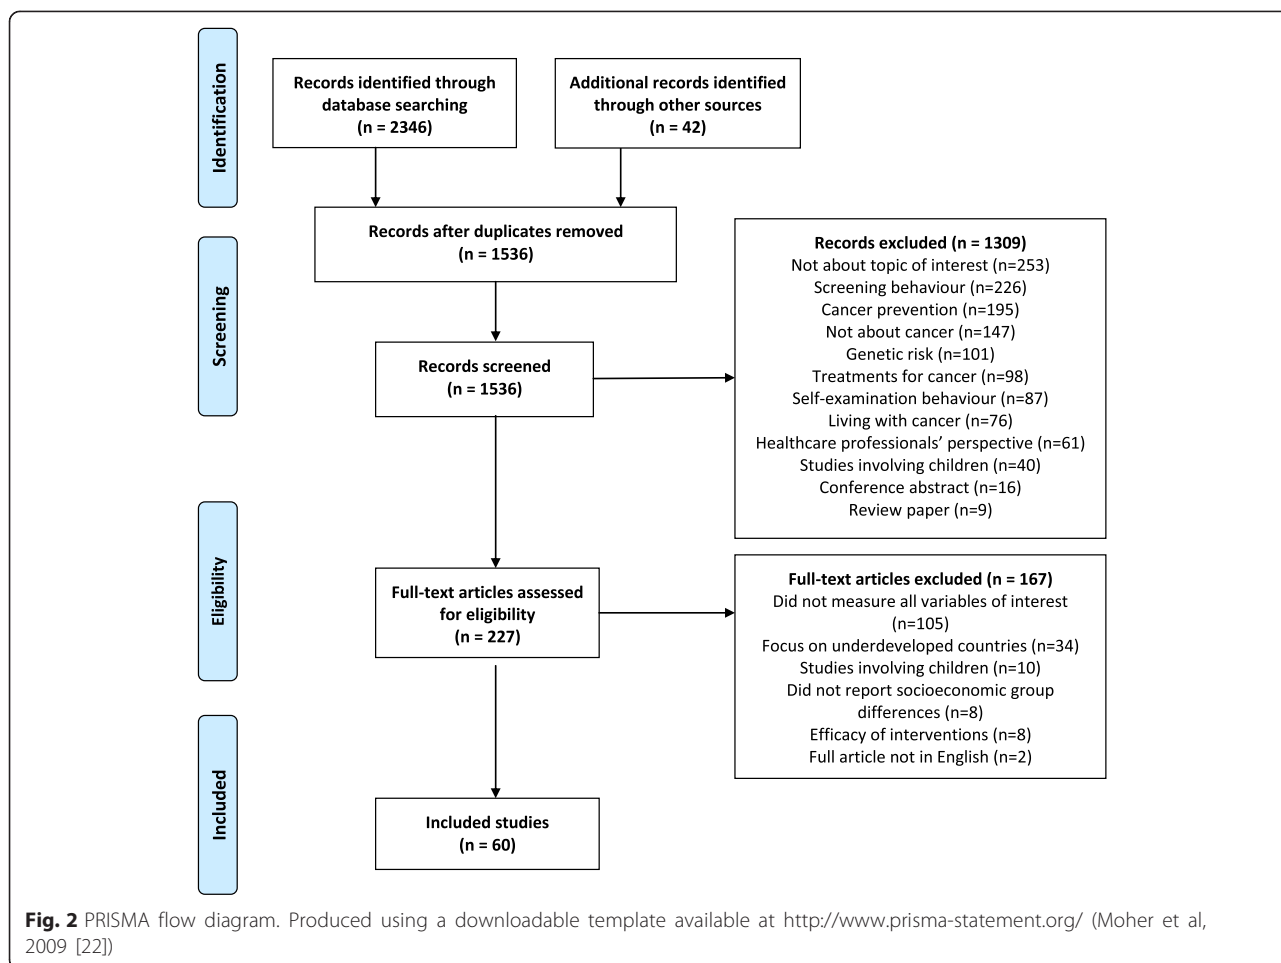 Identification
Records identified through
database searching
(n = 2346)
Additional records identified
through other sources
(n = 42)
Records after duplicates removed
(n = 1536)
Screening
Records screened
(n = 1536)
Records excluded (n = 1309)
Not about topic of interest (n=253)
Screening behaviour (n=226)
Cancer prevention (n=195)
Not about cancer (n=147)
Genetic risk (n=101)
Treatments for cancer (n=98)
Self-examination behaviour (n=87)
Living with cancer (n=76)
Healthcare professionals’ perspective (n=61)
Studies involving children (n=40)
Conference abstract (n=16)
Review paper (n=9)
Eligibility
Full-text articles assessed
for eligibility
(n = 227)
Full-text articles excluded (n = 167)
Did not measure all variables of interest
(n=105)
Focus on underdeveloped countries (n=34)
Studies involving children (n=10)
Did not report socioeconomic group
differences (n=8)
Efficacy of interventions (n=8)
Full article not in English (n=2)
Included
Included studies
(n = 60)
Fig. 2 PRISMA flow diagram. Produced using a downloadable template available at http://www.prisma-statement.org/ (Moher et al,
2009 [22])